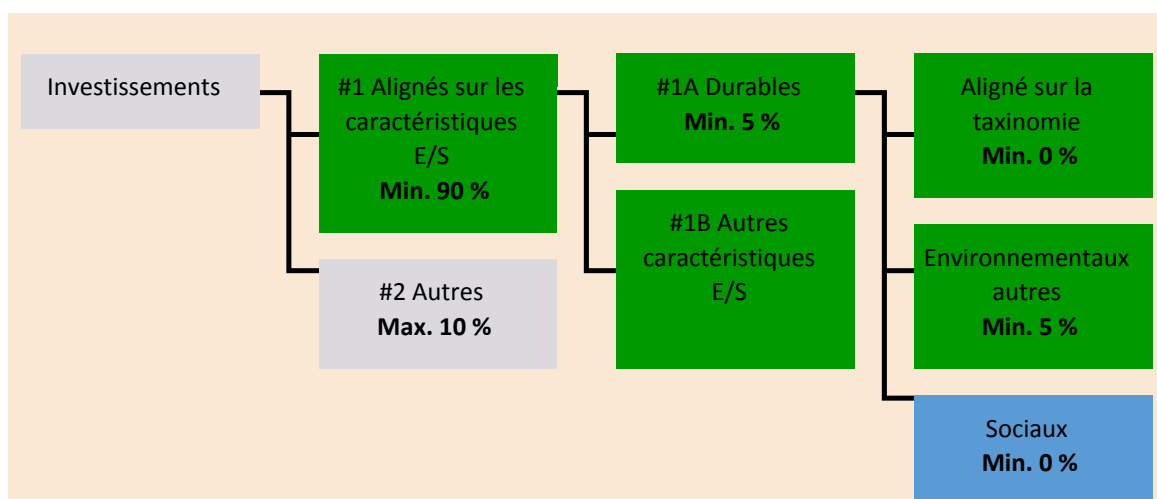 Investissements
#1 Alignés sur les
caractéristiques
E/S
Min. 90 %
#2 Autres
Max. 10 %
#1A Durables
Min. 5 %
#1B Autres
caractéristiques
E/S
Aligné sur la
taxinomie
Min. 0 %
Environnementaux
autres
Min. 5 %
Sociaux
Min. 0 %